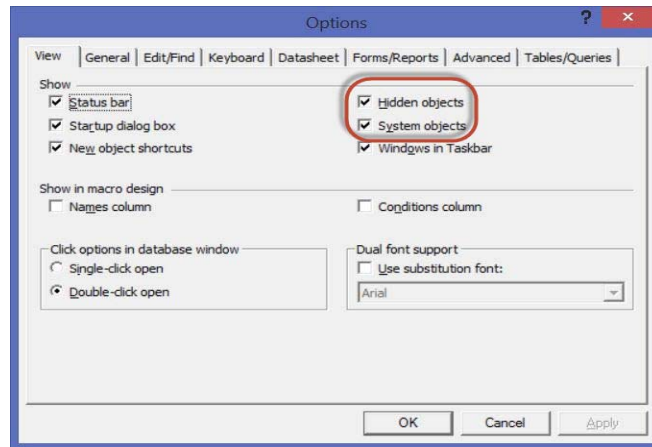 Options
?
View General Edit/Find Keyboard Datasheet Forms/Reports Advanced Tables/Queries
Show
Status bar
Hidden objects
Startup dialog box
System objects
New object shortcuts
Windows in Taskbar
Show in macro design
Names column
Conditions column
Click options in database window
Single-click open
Double-click open
Dual font support
Use substitution font:
Arial
OK Cancel Apply